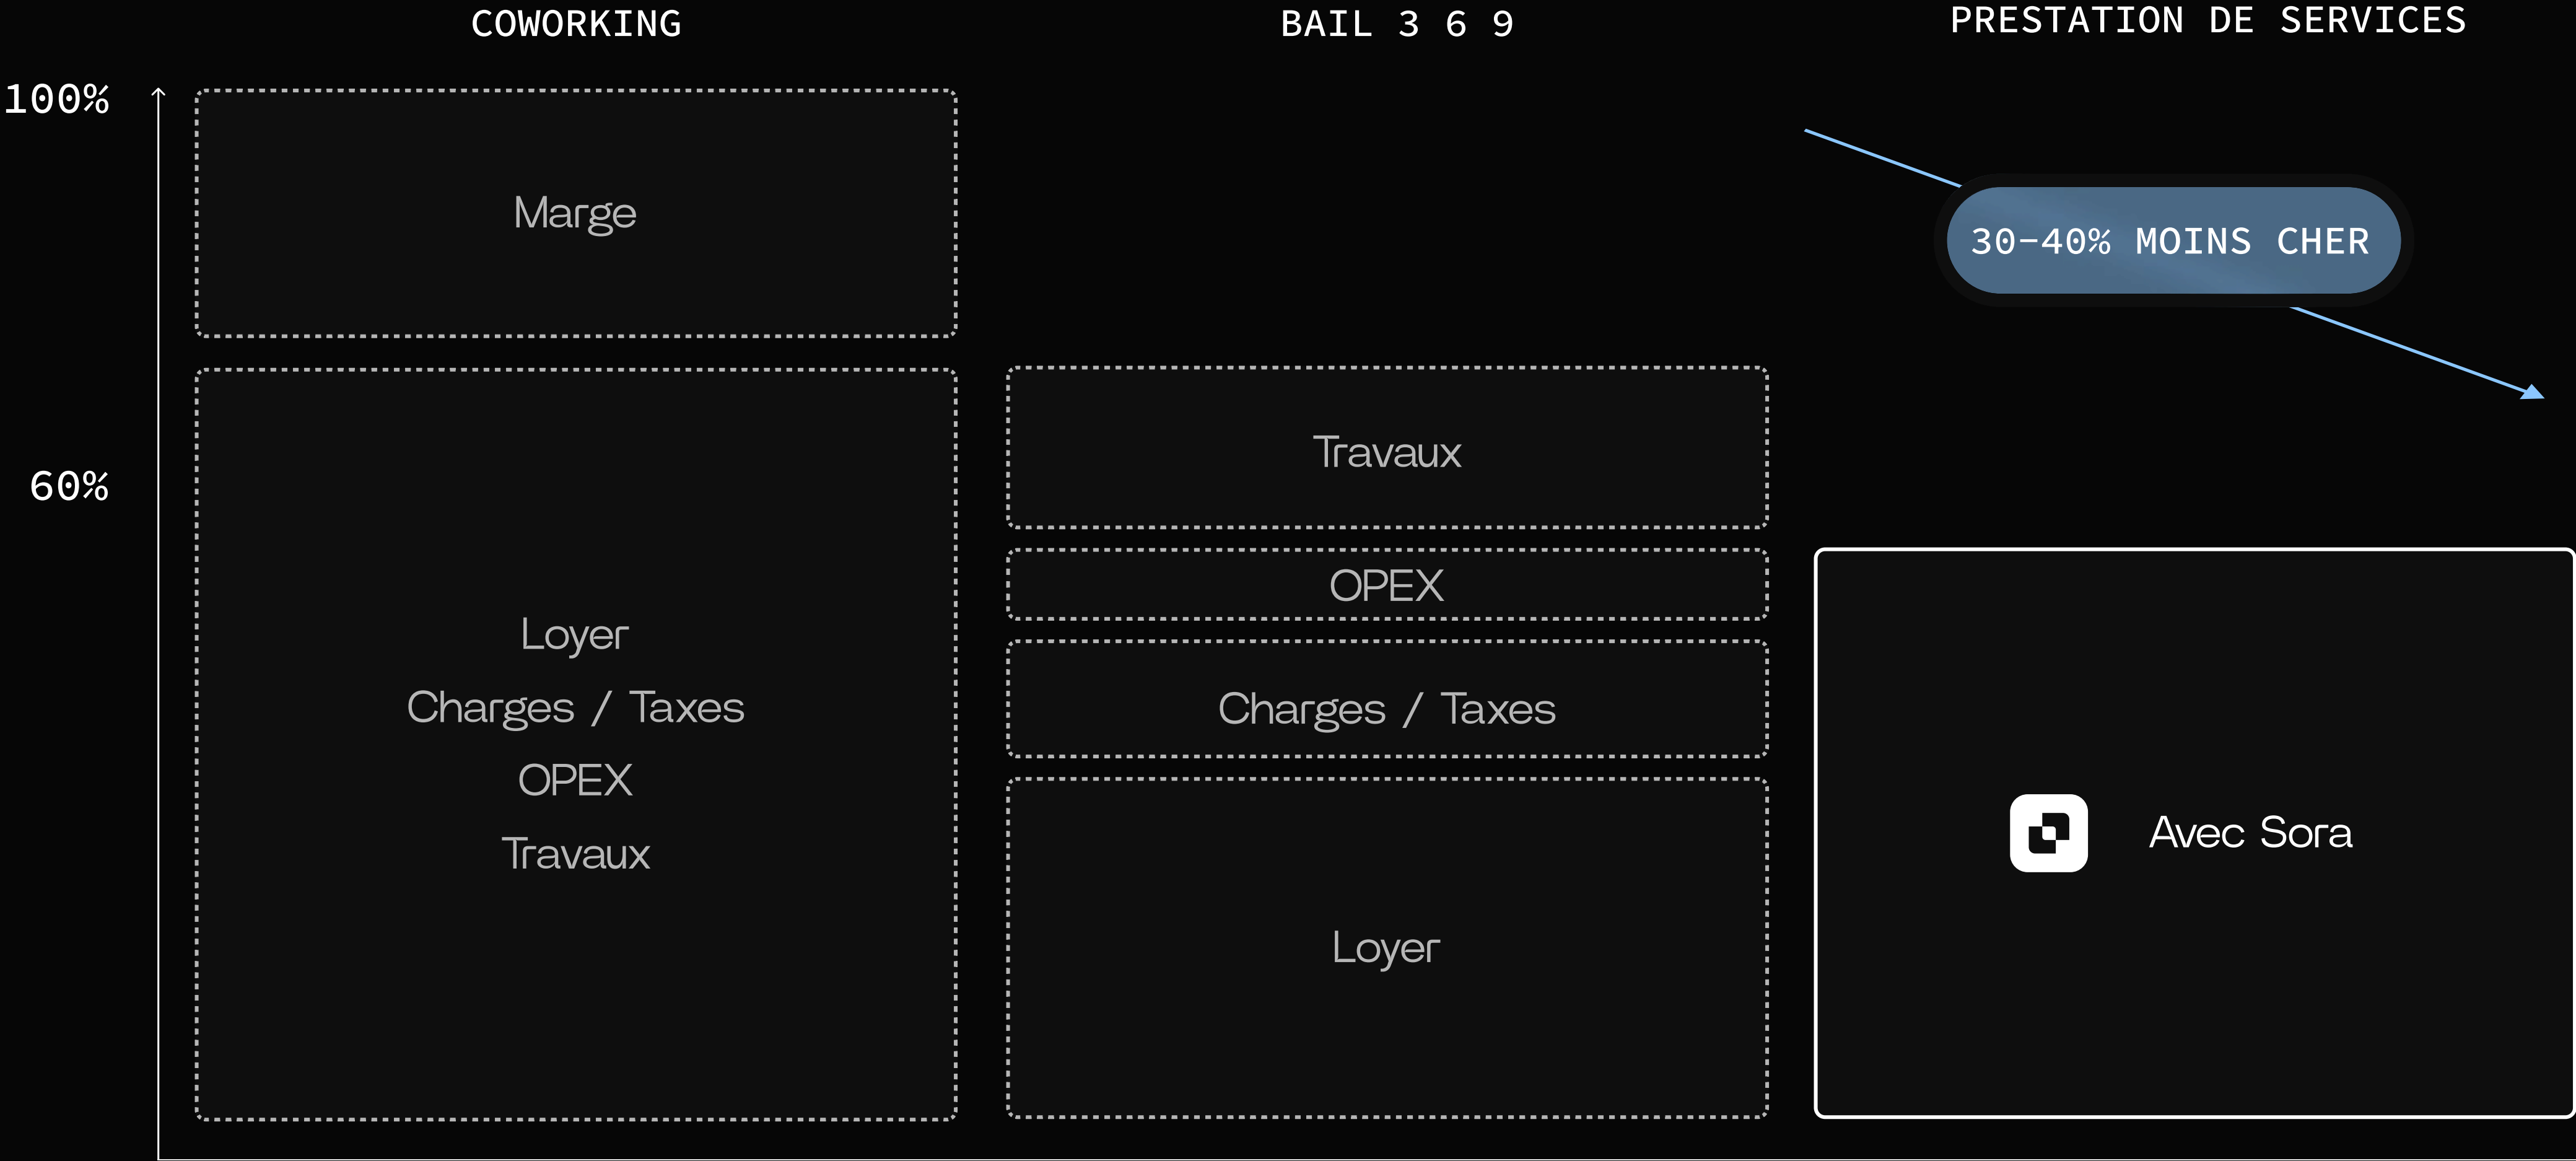 COWORKING
BAIL 3 6 9
PRESTATION DE SERVICES
100%
60%
Marge
Loyer
Charges / Taxes
OPEX
Travaux
Travaux
OPEX
Charges / Taxes
Loyer
30-40% MOINS CHER
Avec Sora